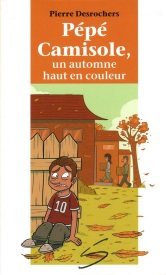 Pierre Desrochers
Pépé
Camisole,
un automne
haut en couleur
10